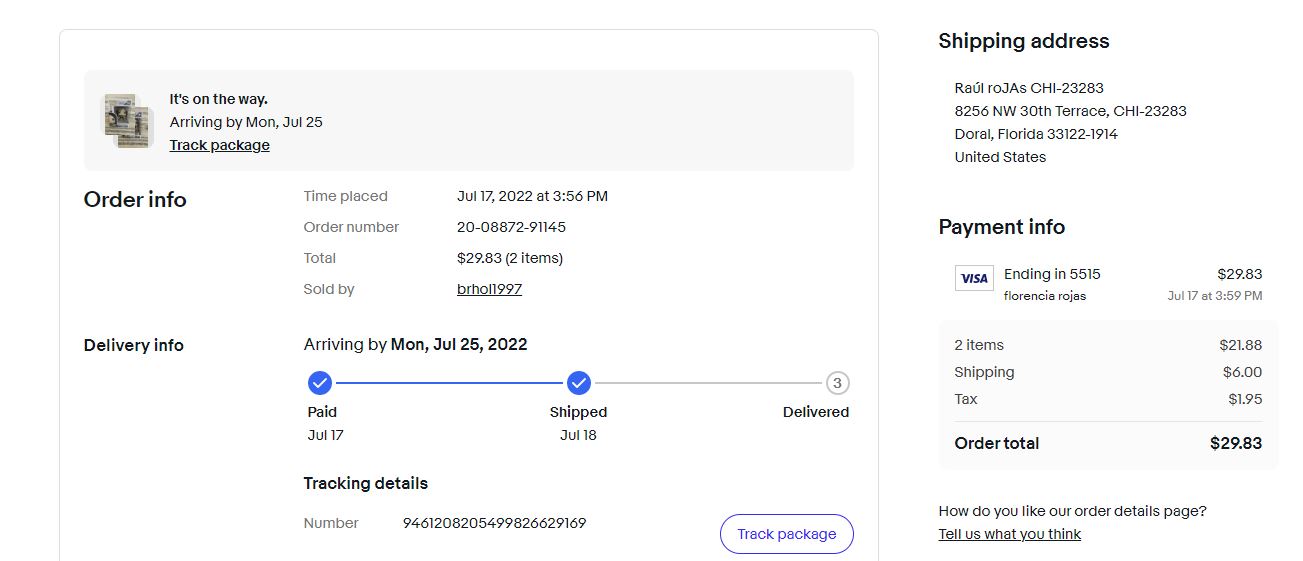 It's on the way.
Arriving by Mon, Jul 25
Track package
Order info
Time placed Jul 17, 2022 at 3:56 PM
Order number 20-08872-91145
Total $29.83 (2 items)
Sold by brhol1997
Delivery info
Arriving by Mon, Jul 25, 2022
3
Paid Shipped Delivered
Jul 17 Jul 18
Tracking details
Number 9461208205499826629169
Track package
Shipping address
Raúl roJAs CHI-23283
8256 NW 30th Terrace, CHI-23283
Doral, Florida 33122-1914
United States
Payment info
VISA Ending in 5515 $29.83
florencia rojas Jul 17 at 3:59 PM
2 items $21.88
Shipping $6.00
Tax $1.95
Order total $29.83
How do you like our order details page?
Tell us what you think